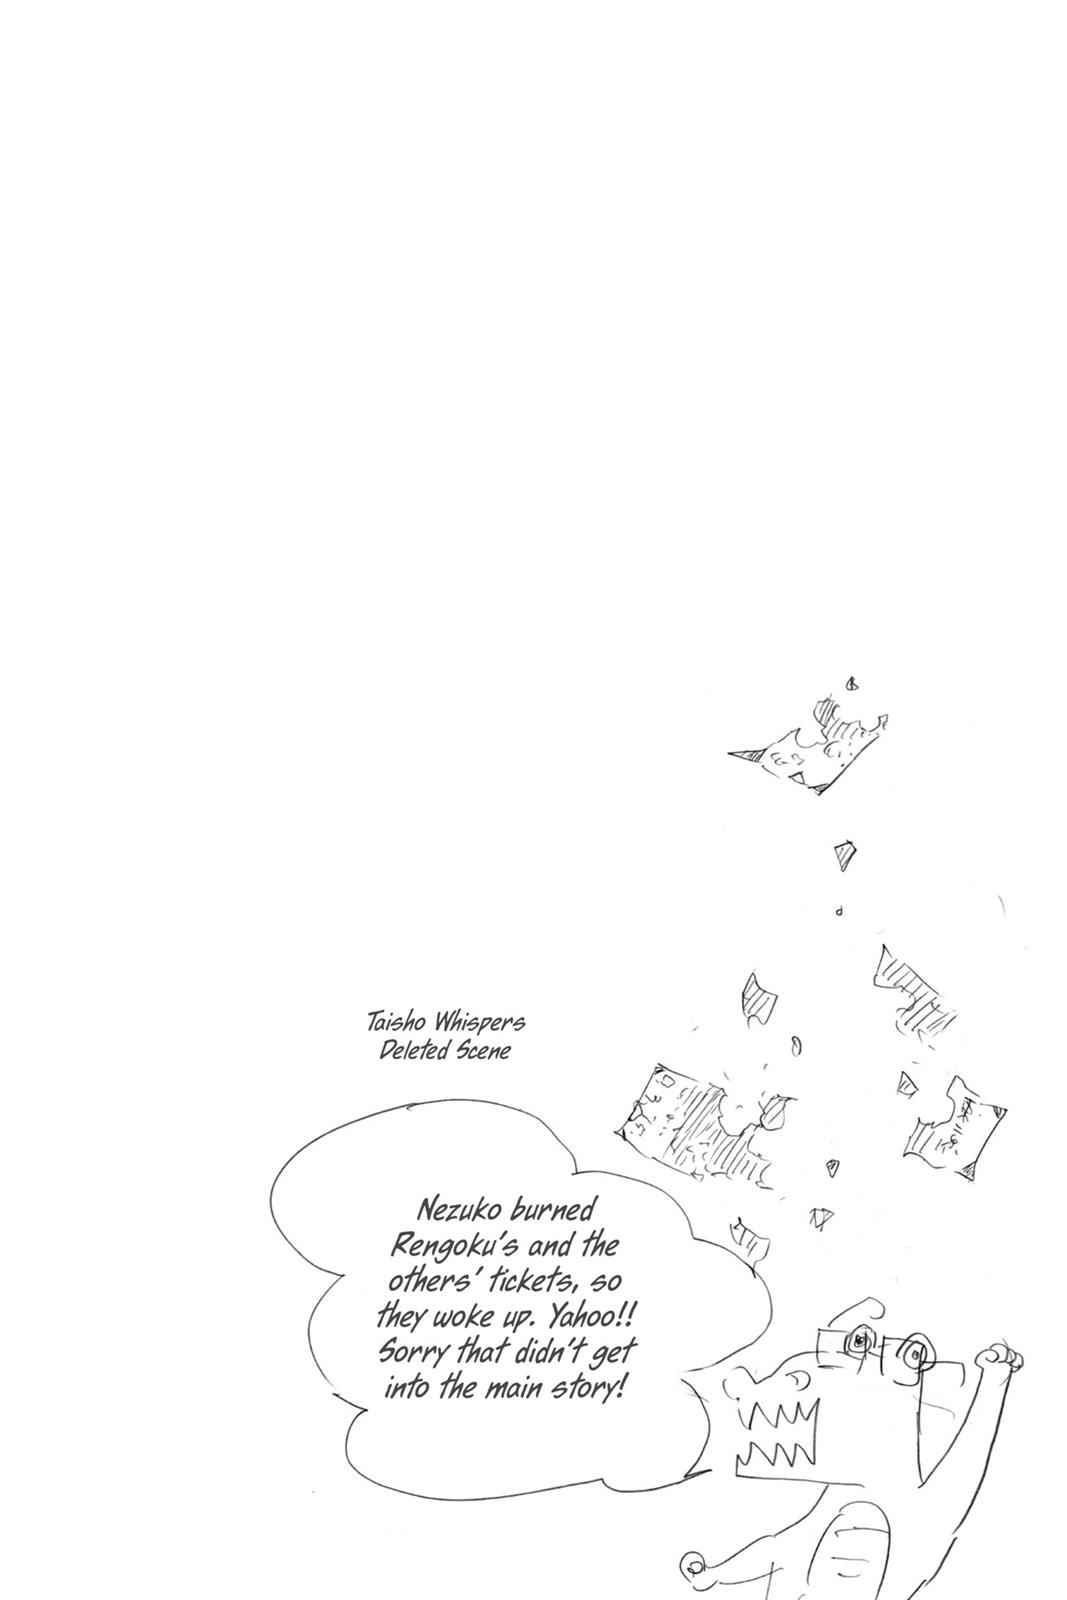 Taisho Whispers
Deleted Scene
Nezuko burned
Rengoku's and the
others' tickets, so
they woke up. Yahoo!!
Sorry that didn't get
into the main story!